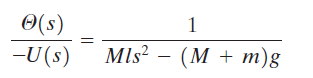 Θ(s) / −U(s) = 1 / Mls² − (M + m)g